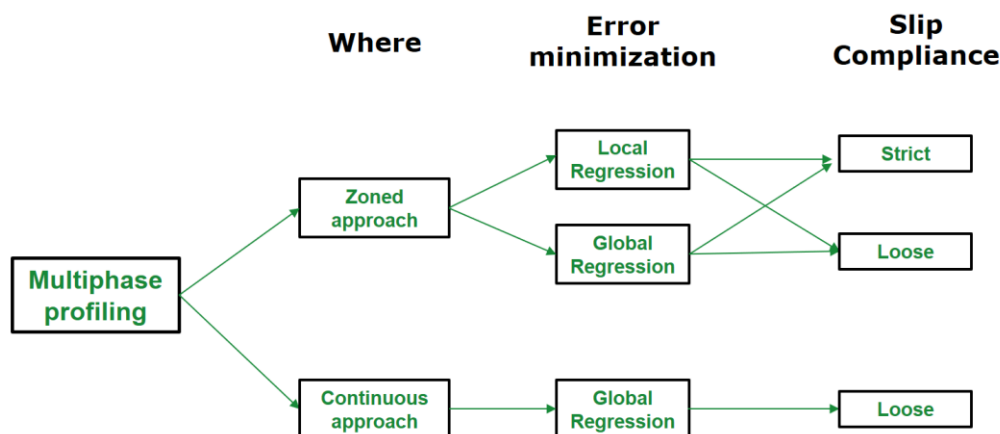 Where
Error
minimization
Slip
Compliance
Local
Regression
Strict
Zoned
approach
Global
Regression
Loose
Multiphase
profiling
Continuous
approach
Global
Regression
Loose